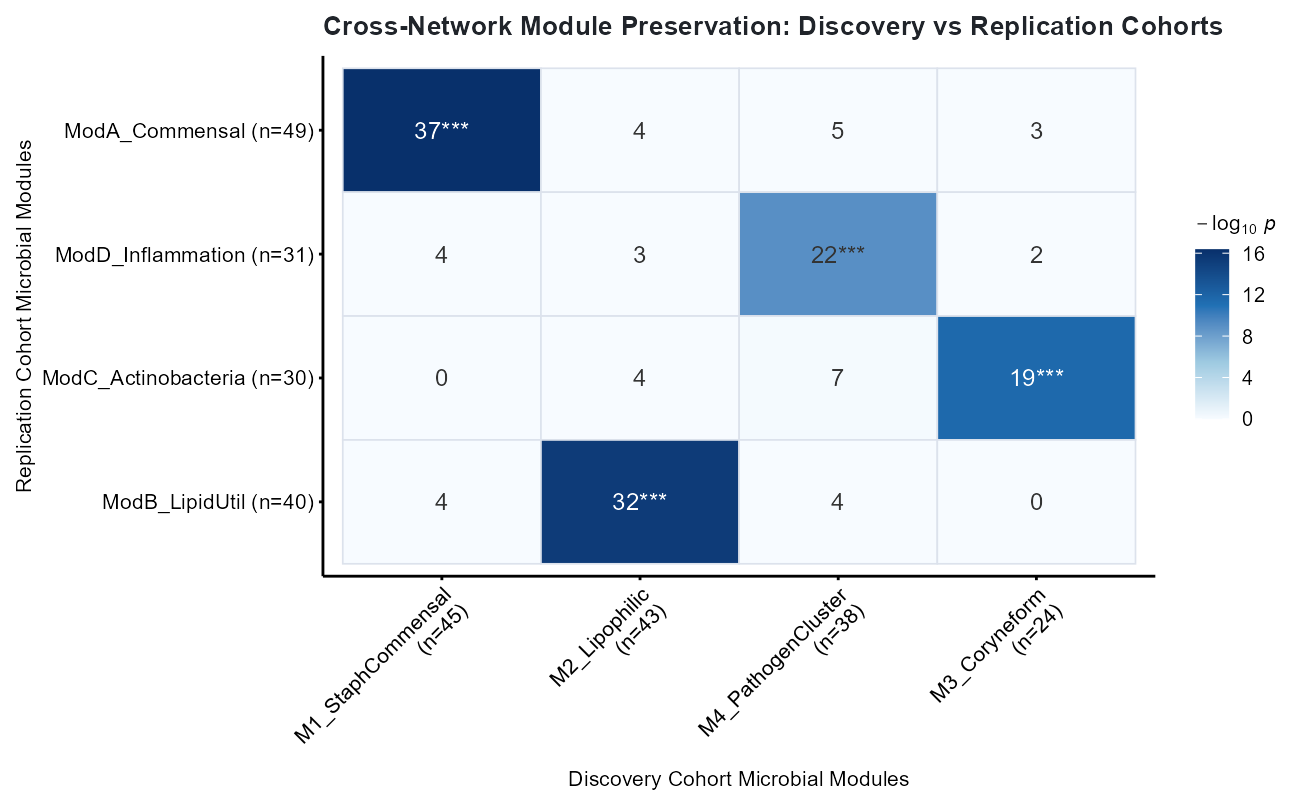 Cross-Network Module Preservation: Discovery vs Replication Cohorts
Replication Cohort Microbial Modules
ModA_Commensal (n=49)
37***
4
5
3
ModD_Inflammation (n=31)
4
3
22***
2
ModC_Actinobacteria (n=30)
0
4
7
19***
ModB_LipidUtil (n=40)
4
32***
4
0
M1_StaphCommensal
(n=45)
M2_Lipophilic
(n=43)
M4_PathogenCluster
(n=38)
M3_Coryneform
(n=24)
Discovery Cohort Microbial Modules
−log₁₀ p
16
12
8
4
0